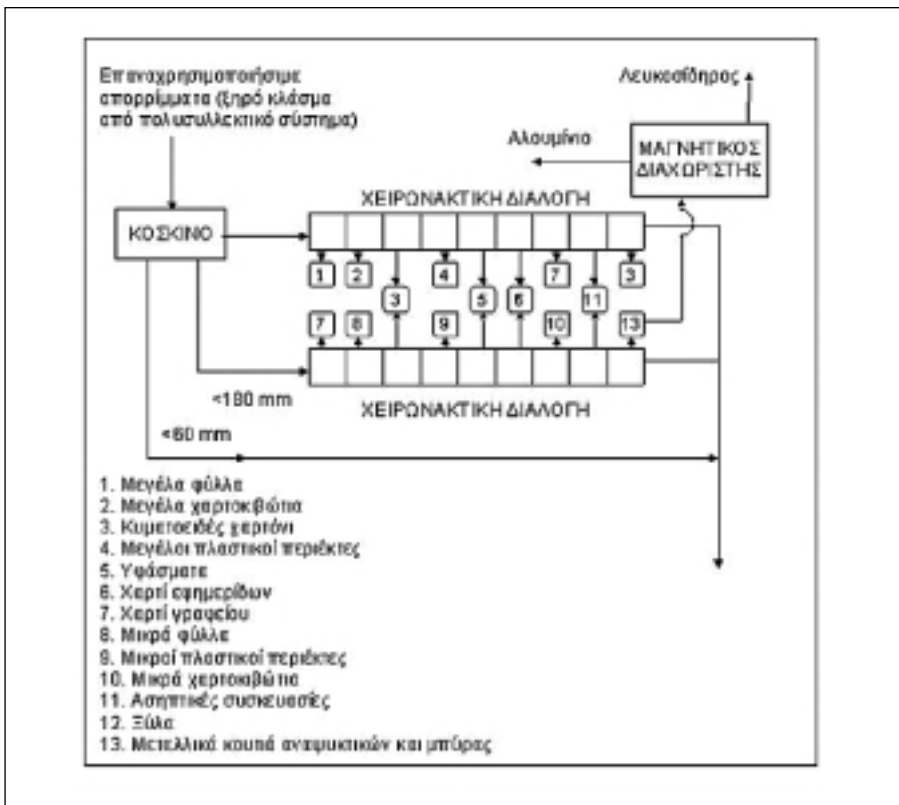 Επαναχρησιμοποιήσιμα
απορρίμματα (ξηρό κλάσμα
από πολυσυλλεκτικό σύστημα)
Λευκοσίδηρος
Αλουμίνιο
ΜΑΓΝΗΤΙΚΟΣ
ΔΙΑΧΩΡΙΣΤΗΣ
ΧΕΙΡΩΝΑΚΤΙΚΗ ΔΙΑΛΟΓΗ
ΚΟΣΚΙΝΟ
1 2 4 7 3
3 5 6 11
7 8 9 10 13
<180 mm
ΧΕΙΡΩΝΑΚΤΙΚΗ ΔΙΑΛΟΓΗ
<60 mm
1. Μεγάλα φύλλα
2. Μεγάλα χαρτοκιβώτια
3. Κυματοειδές χαρτόνι
4. Μεγάλοι πλαστικοί περιέκτες
5. Υφάσματα
6. Χαρτί εφημερίδων
7. Χαρτί γραφείου
8. Μικρά φύλλα
9. Μικροί πλαστικοί περιέκτες
10. Μικρά χαρτοκιβώτια
11. Ασηπτικές συσκευασίες
12. Ξύλα
13. Μεταλλικά κουτιά αναψυκτικών και μπύρας